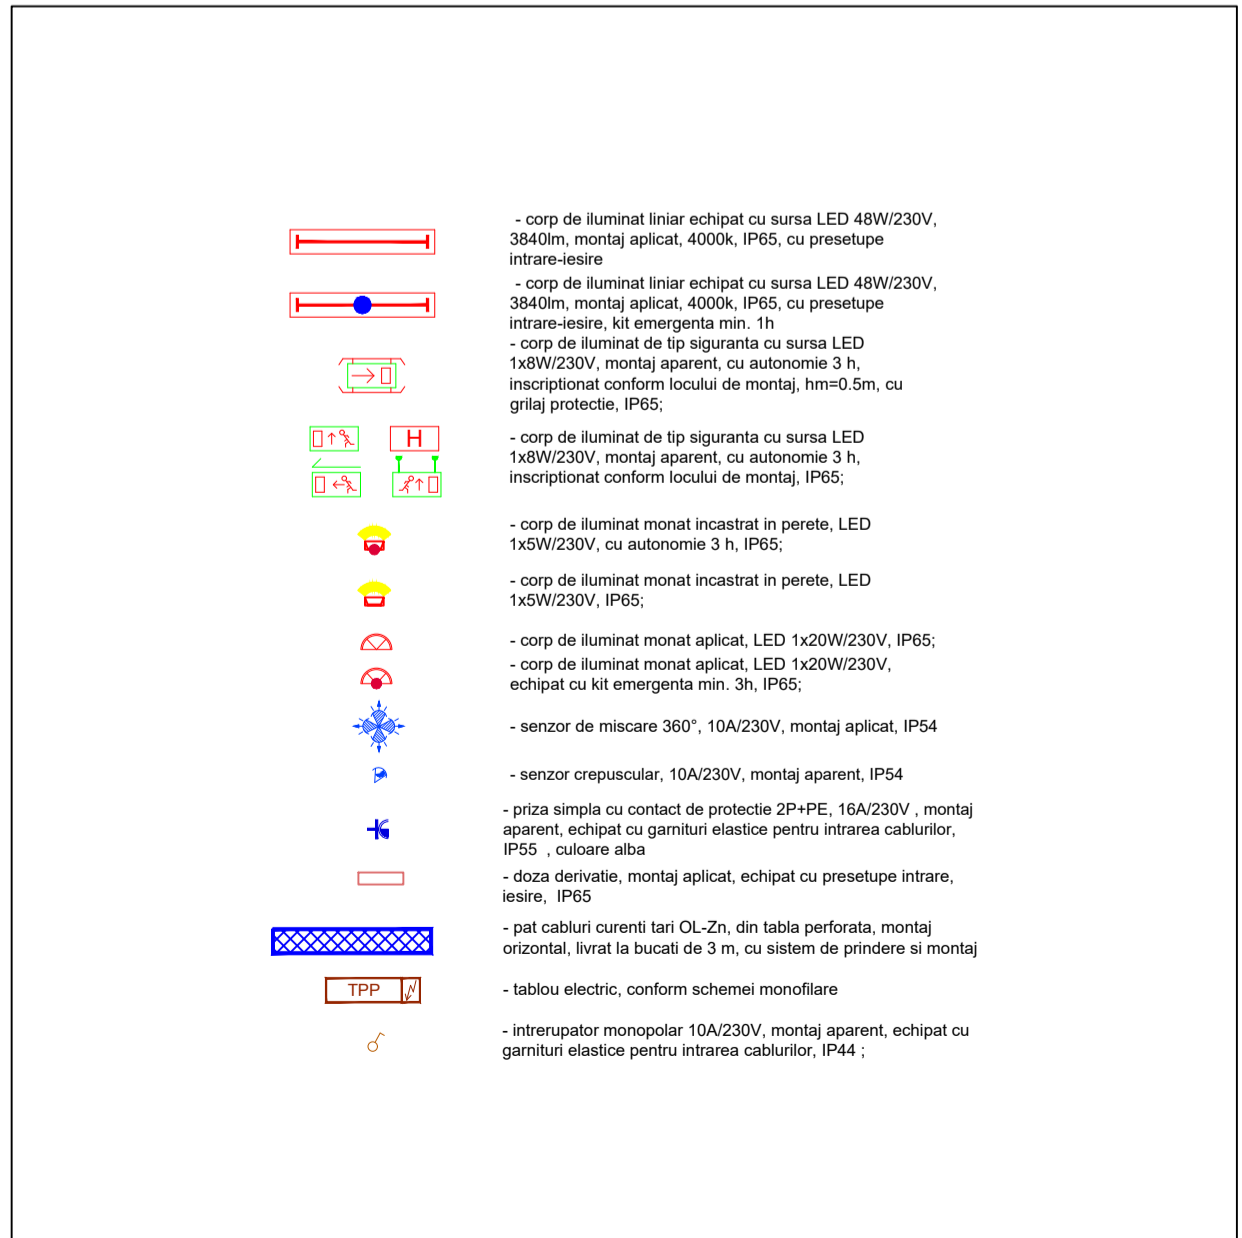 - corp de iluminat liniar echipat cu sursa LED 48W/230V,
3840lm, montaj aplicat, 4000k, IP65, cu presetupe
intrare-iesire
- corp de iluminat liniar echipat cu sursa LED 48W/230V,
3840lm, montaj aplicat, 4000k, IP65, cu presetupe
intrare-iesire, kit emergenta min. 1h
- corp de iluminat de tip siguranta cu sursa LED
1x8W/230V, montaj aparent, cu autonomie 3 h,
inscriptionat conform locului de montaj, hm=0.5m, cu
grilaj protectie, IP65;
H
- corp de iluminat de tip siguranta cu sursa LED
1x8W/230V, montaj aparent, cu autonomie 3 h,
inscriptionat conform locului de montaj, IP65;
- corp de iluminat monat incastrat in perete, LED
1x5W/230V, cu autonomie 3 h, IP65;
- corp de iluminat monat incastrat in perete, LED
1x5W/230V, IP65;
- corp de iluminat monat aplicat, LED 1x20W/230V, IP65;
- corp de iluminat monat aplicat, LED 1x20W/230V,
echipat cu kit emergenta min. 3h, IP65;
- senzor de miscare 360°, 10A/230V, montaj aplicat, IP54
- senzor crepuscular, 10A/230V, montaj aparent, IP54
- priza simpla cu contact de protectie 2P+PE, 16A/230V , montaj
aparent, echipat cu garnituri elastice pentru intrarea cablurilor,
IP55 , culoare alba
- doza derivatie, montaj aplicat, echipat cu presetupe intrare,
iesire, IP65
- pat cabluri curenti tari OL-Zn, din tabla perforata, montaj
orizontal, livrat la bucati de 3 m, cu sistem de prindere si montaj
TPP
- tablou electric, conform schemei monofilare
- intrerupator monopolar 10A/230V, montaj aparent, echipat cu
garnituri elastice pentru intrarea cablurilor, IP44 ;